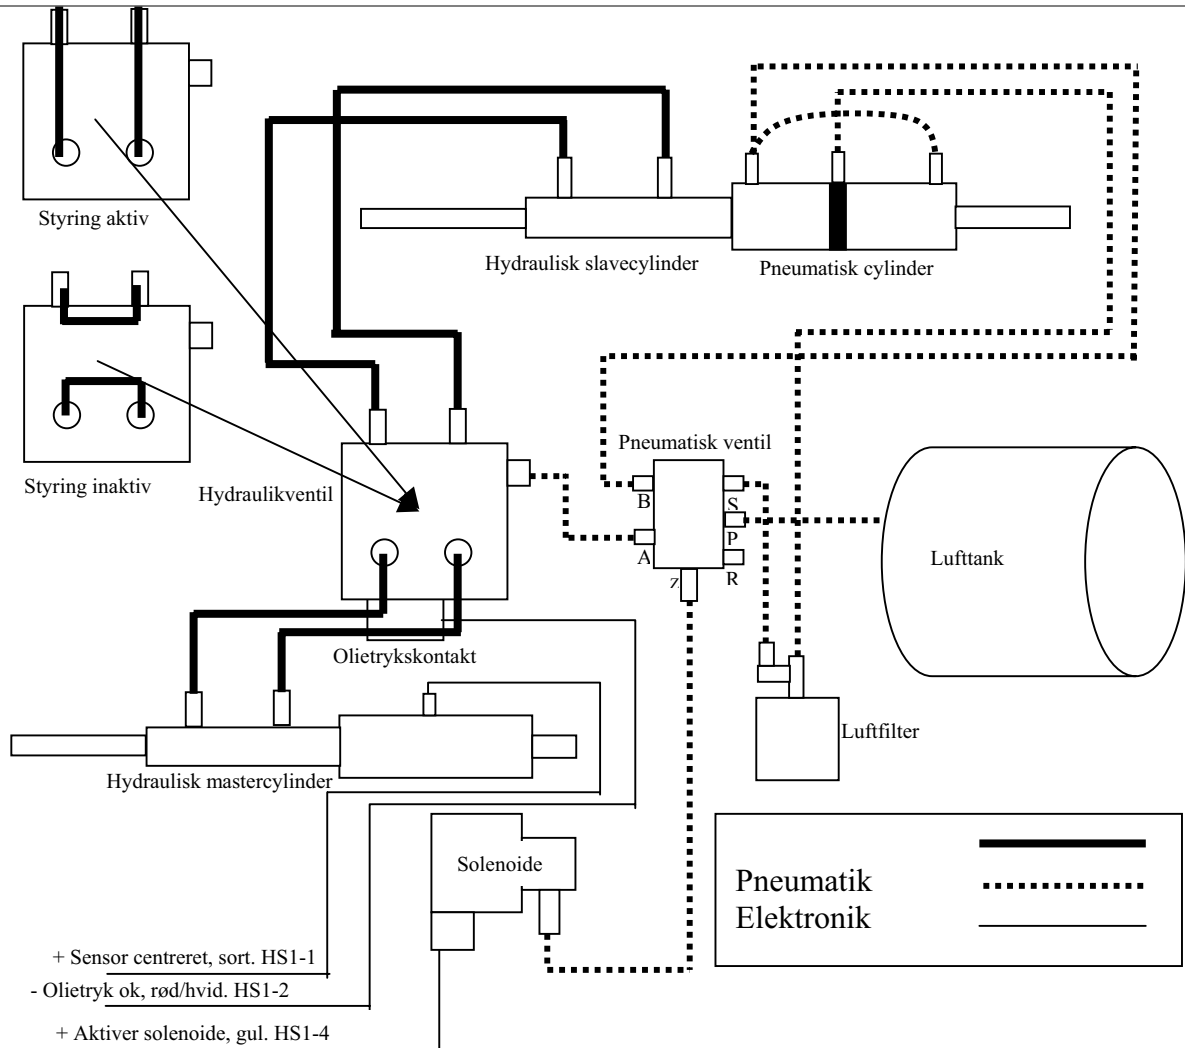 Styring aktiv
Hydraulisk slavecylinder
Pneumatisk cylinder
Styring inaktiv
Hydraulikventil
Pneumatisk ventil
B
S
P
A
R
Z
Lufttank
Olietrykskontakt
Luftfilter
Hydraulisk mastercylinder
Solenoide
Pneumatik
Elektronik
+ Sensor centreret, sort. HS1-1
- Olietryk ok, rød/hvid. HS1-2
+ Aktiver solenoide, gul. HS1-4